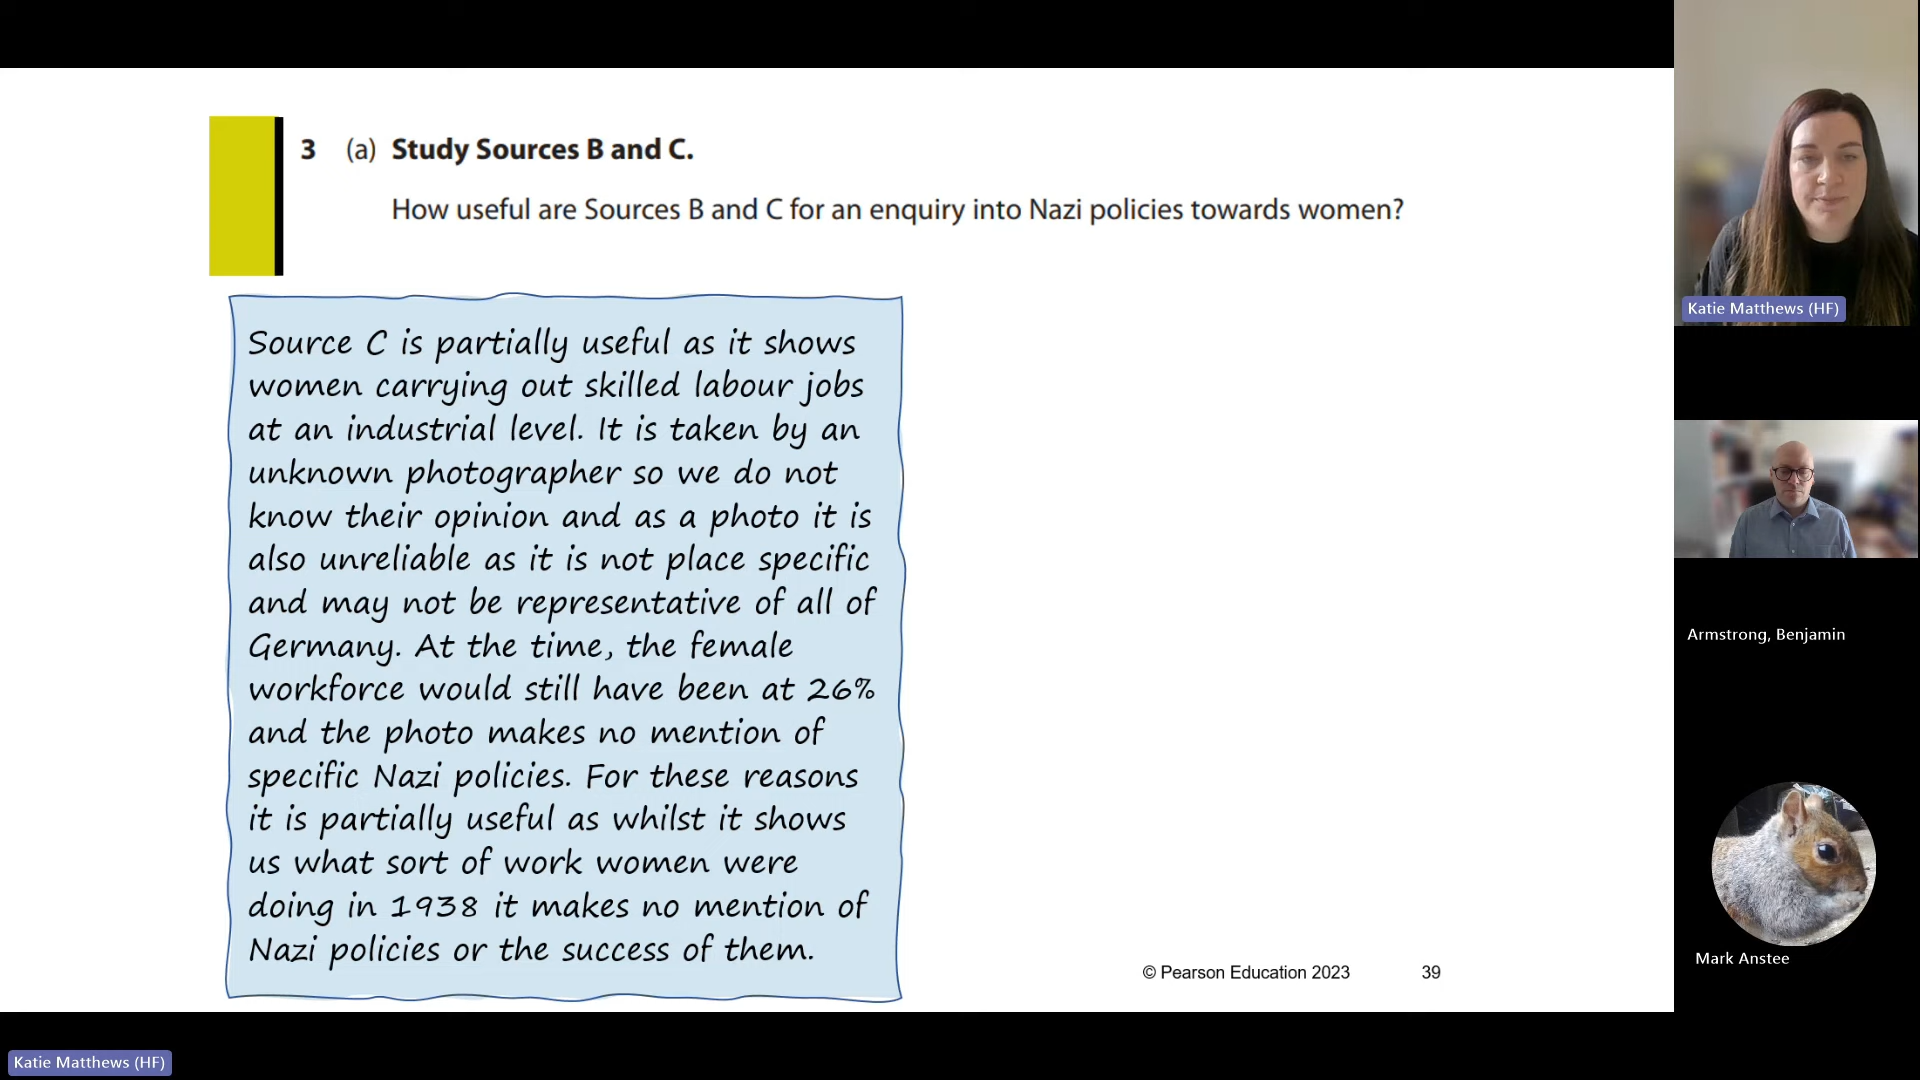 3 (a) Study Sources B and C.
How useful are Sources B and C for an enquiry into Nazi policies towards women?
Source C is partially useful as it shows
women carrying out skilled labour jobs
at an industrial level. It is taken by an
unknown photographer so we do not
know their opinion and as a photo it is
also unreliable as it is not place specific
and may not be representative of all of
Germany. At the time, the female
workforce would still have been at 26%
and the photo makes no mention of
specific Nazi policies. For these reasons
it is partially useful as whilst it shows
us what sort of work women were
doing in 1938 it makes no mention of
Nazi policies or the success of them.
© Pearson Education 2023 39
Katie Matthews (HF)
Armstrong, Benjamin
Mark Anstee
Katie Matthews (HF)